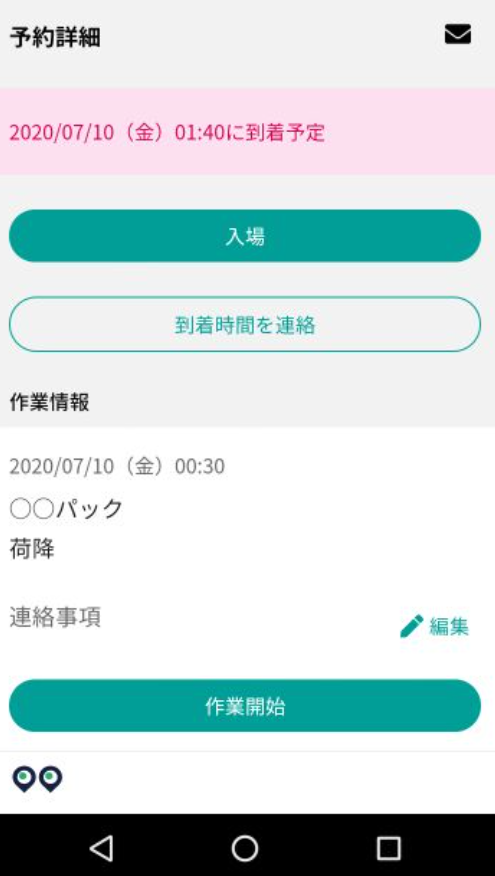 予約詳細
2020/07/10（金）01:40に到着予定
入場
到着時間を連絡
作業情報
2020/07/10（金）00:30
〇〇パック
荷降
連絡事項
編集
作業開始